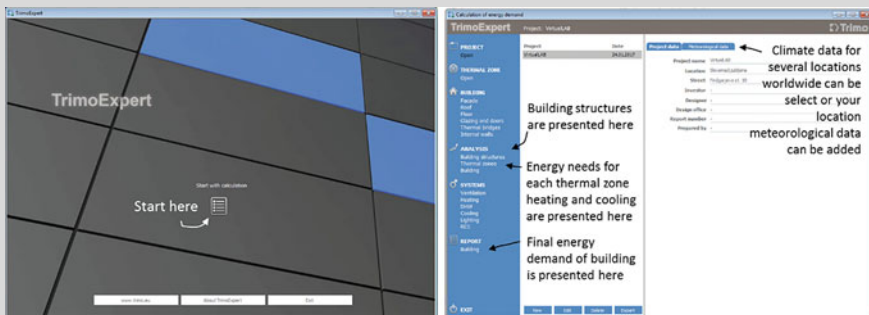 TrimoExpert
TrimoExpert
Start with calculation
Start here
www.trimo.eu
About TrimoExpert
Exit
Calculation of energy demand
TrimoExpert
Project: VirtualLAB
Trimo
PROJECT
Open
THERMAL ZONE
Open
BUILDING
Facade
Roof
Floor
Glazing and doors
Thermal bridges
Internal walls
ANALYSIS
Building structures
Thermal zones
Building
SYSTEMS
Ventilation
Heating
DHW
Cooling
Lighting
RES
REPORT
Building
EXIT
Project
Date
VirtualLAB
24.01.2017
New
Edit
Delete
Export
Project data
Meteorological data
Project name
VirtualLAB
Location
Street
Investor
Designer
Design office
Report number
Prepared by
Climate data for
several locations
worldwide can be
select or your
location
meteorological data
can be added
Building structures
are presented here
Energy needs for
each thermal zone
heating and cooling
are presented here
Final energy
demand of building
is presented here